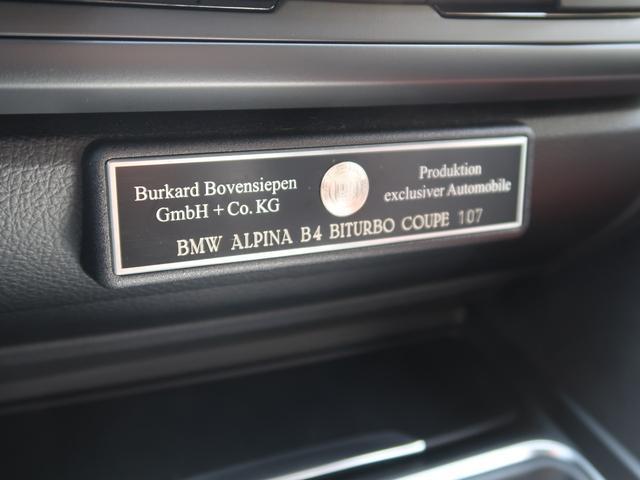 Burkard Bovensiepen
GmbH + Co. KG
Produktion
exclusiver Automobile
BMW ALPINA B4 BITURBO COUPE 107